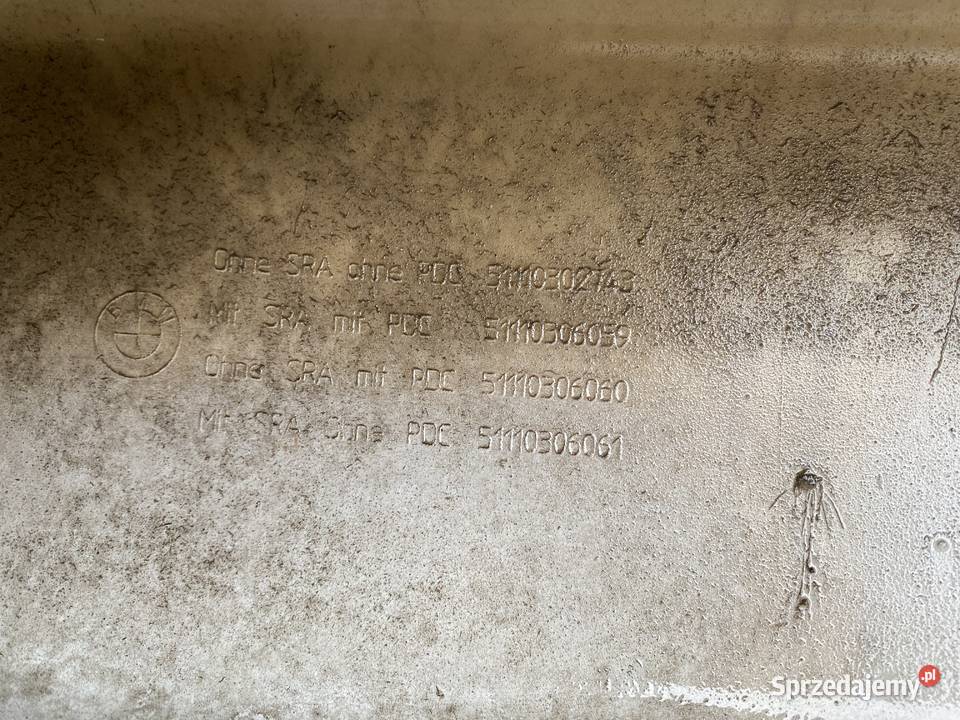 Ohne SRA ohne PDC 51110302743
Mit SRA mit PDC 51110306059
Ohne SRA mit PDC 51110306060
Mit SRA Ohne PDC 51110306061
BMW
Sprzedajemy.pl